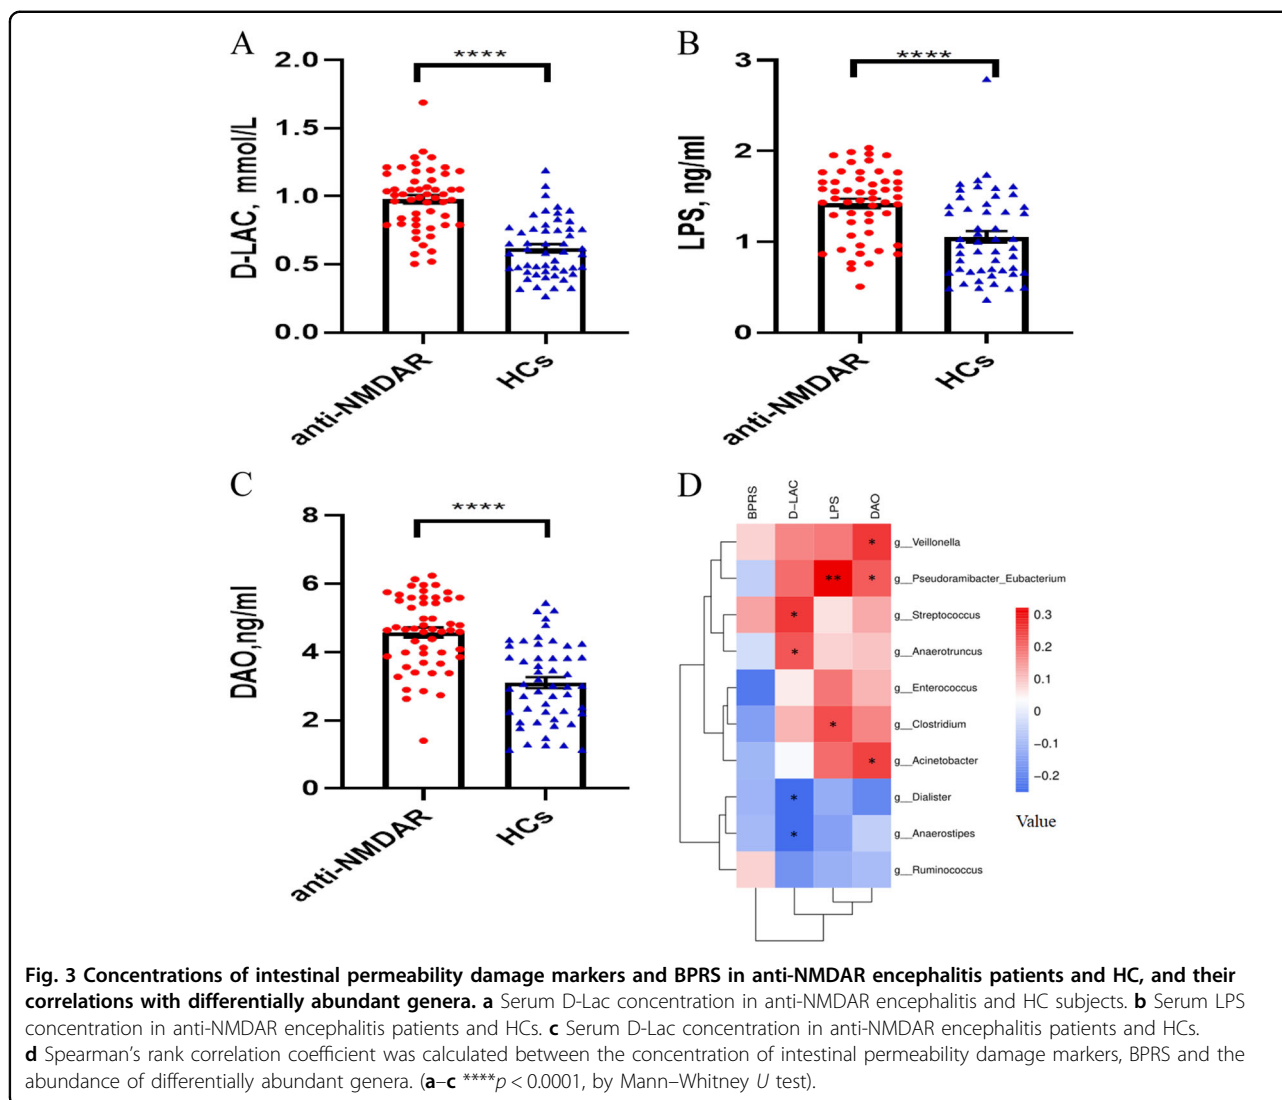 A
****
2.0
1.5
1.0
0.5
0.0
D-LAC, mmol/L
anti-NMDAR
HCs
B
****
3
2
1
0
LPS, ng/ml
anti-NMDAR
HCs
C
****
8
6
4
2
0
DAO,ng/ml
anti-NMDAR
HCs
D
BPRS
D-LAC
LPS
DAO
* g__Veillonella
** * g__Pseudoramibacter_Eubacterium
* g__Streptococcus
* g__Anaerotruncus
g__Enterococcus
* g__Clostridium
* g__Acinetobacter
* g__Dialister
* g__Anaerostipes
g__Ruminococcus
0.3
0.2
0.1
0
−0.1
−0.2
Value
Fig. 3 Concentrations of intestinal permeability damage markers and BPRS in anti-NMDAR encephalitis patients and HC, and their
correlations with differentially abundant genera. a Serum D-Lac concentration in anti-NMDAR encephalitis and HC subjects. b Serum LPS
concentration in anti-NMDAR encephalitis patients and HCs. c Serum D-Lac concentration in anti-NMDAR encephalitis patients and HCs.
d Spearman's rank correlation coefficient was calculated between the concentration of intestinal permeability damage markers, BPRS and the
abundance of differentially abundant genera. (a–c ****p < 0.0001, by Mann–Whitney U test).